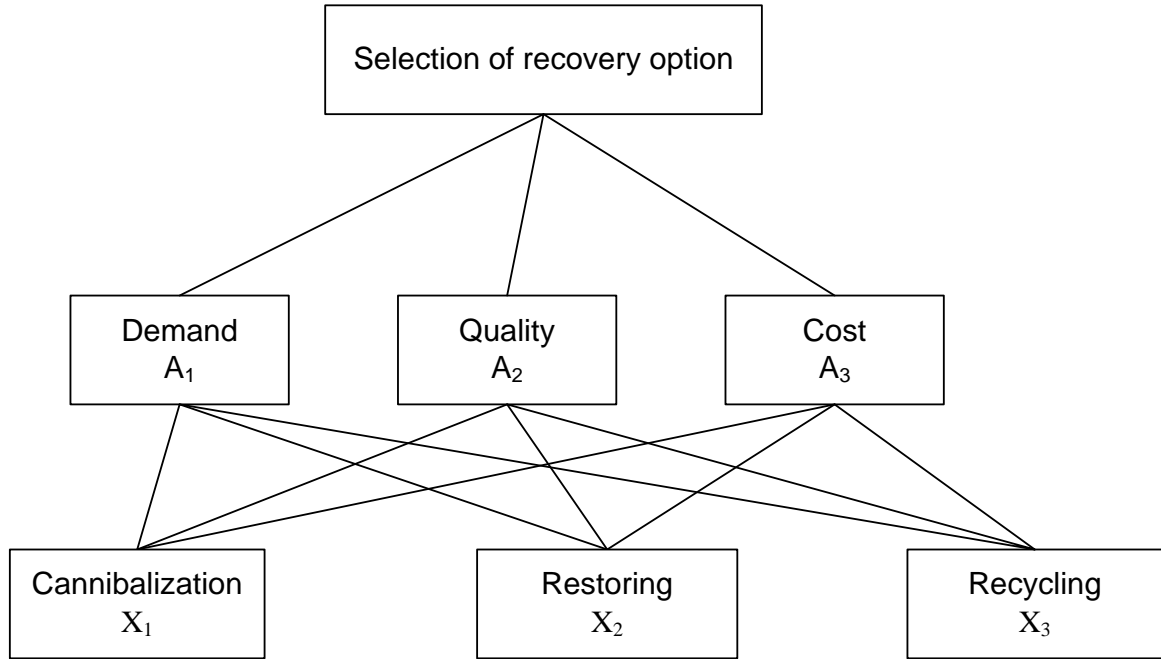 Selection of recovery option
Demand
A₁
Quality
A₂
Cost
A₃
Cannibalization
X₁
Restoring
X₂
Recycling
X₃